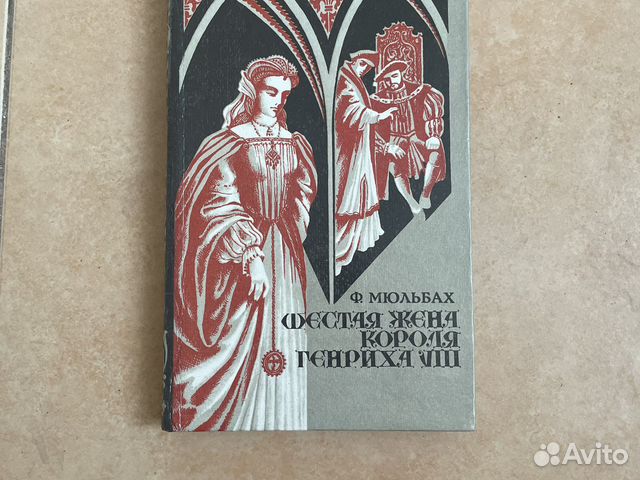 Ф. МЮЛЬБАХ
ШЕСТАЯ ЖЕНА
КОРОЛЯ
ГЕНРИХА VIII
Avito